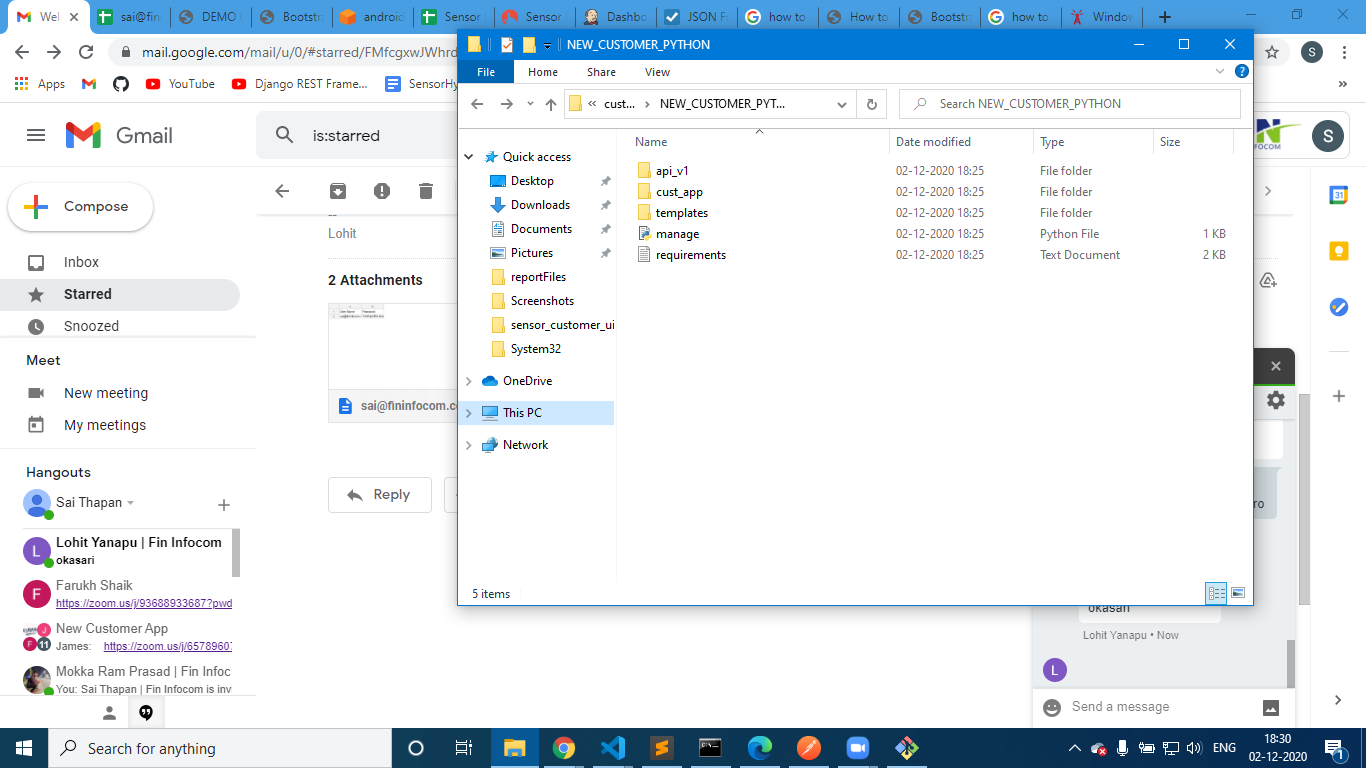 Wel
sai@fin
DEMO
Bootstr
android
Sensor
Sensor
Dashbo
JSON F
how to
How to
Bootstr
how to
Window
mail.google.com/mail/u/0/#starred/FMfcgxwJWhrd
S
Apps
YouTube
Django REST Frame...
SensorHy
»
NEW_CUSTOMER_PYTHON
File
Home
Share
View
« cust... › NEW_CUSTOMER_PYT...
Search NEW_CUSTOMER_PYTHON
Name
Date modified
Type
Size
api_v1
02-12-2020 18:25
File folder
cust_app
02-12-2020 18:25
File folder
templates
02-12-2020 18:25
File folder
manage
02-12-2020 18:25
Python File
1 KB
requirements
02-12-2020 18:25
Text Document
2 KB
Quick access
Desktop
Downloads
Documents
Pictures
reportFiles
Screenshots
sensor_customer_ui
System32
OneDrive
This PC
Network
5 items
Gmail
is:starred
N
FOCOM
S
Compose
Inbox
Starred
Snoozed
Meet
New meeting
My meetings
Hangouts
Sai Thapan
Lohit Yanapu | Fin Infocom
okasari
Farukh Shaik
https://zoom.us/j/93688933687?pwd
New Customer App
James: https://zoom.us/j/6578960
Mokka Ram Prasad | Fin Infoc
You: Sai Thapan | Fin Infocom is inv
--
Lohit
2 Attachments
sai@fininfocom.c
Reply
31
ro
okasari
Lohit Yanapu • Now
L
Send a message
Search for anything
ENG
18:30
02-12-2020
1